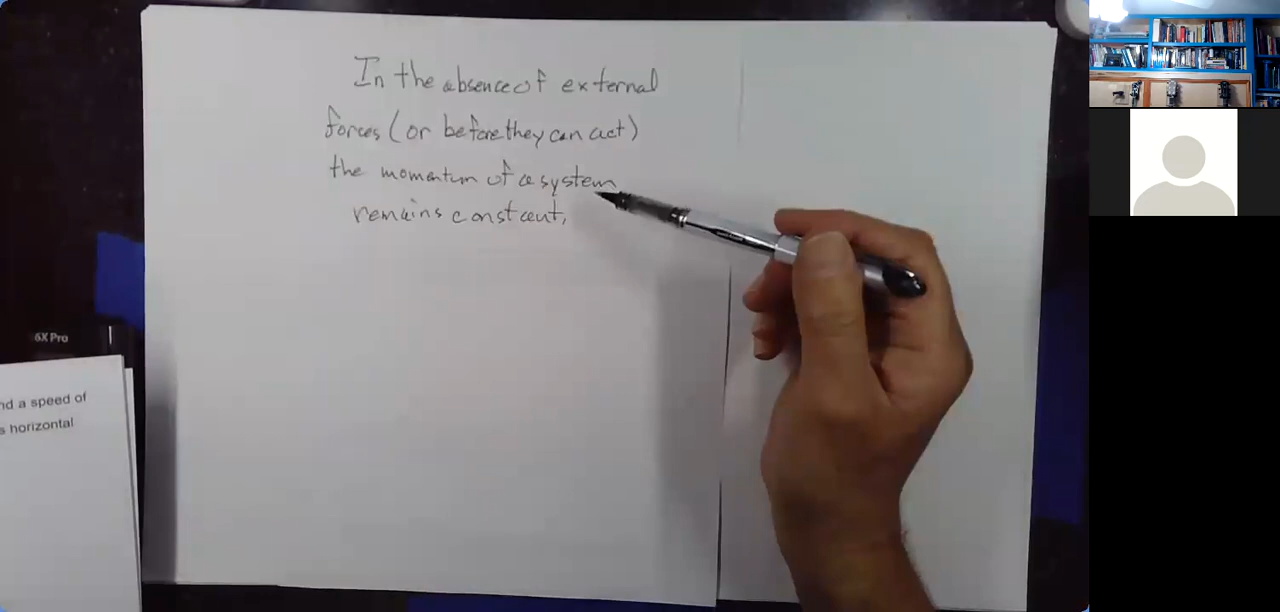 In the absence of external
forces (or before they can act)
the momentum of a system
remains constant,
6X Pro
nd a speed of
s horizontal